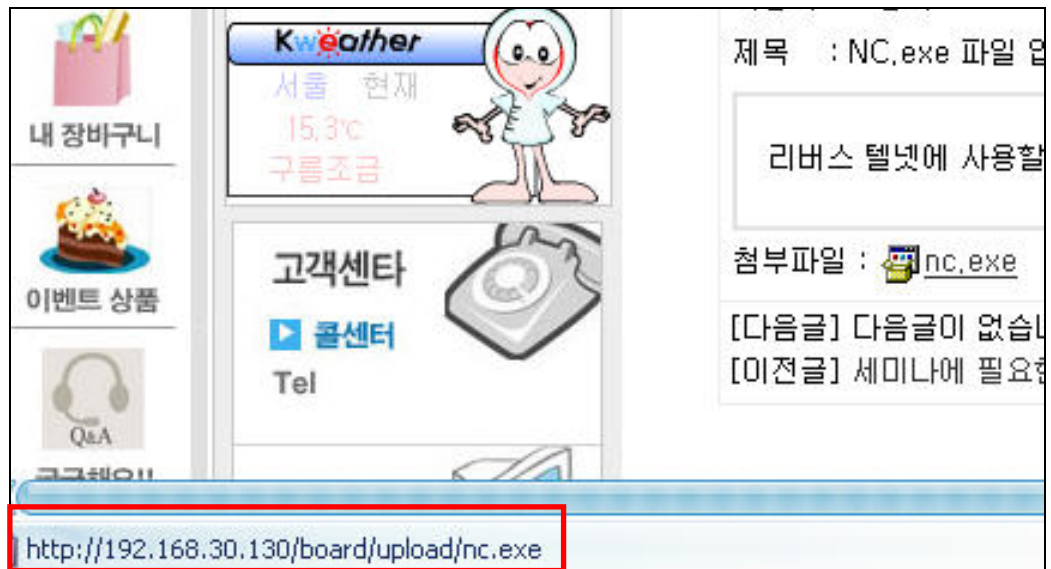 내 장바구니
이벤트 상품
Q&A
Kweather
서울 현재
15.3℃
구름조금
고객센타
콜센터
Tel
제목 : NC.exe 파일
리버스 텔넷에 사용할
첨부파일 : nc.exe
[다음글] 다음글이 없습
[이전글] 세미나에
http://192.168.30.130/board/upload/nc.exe